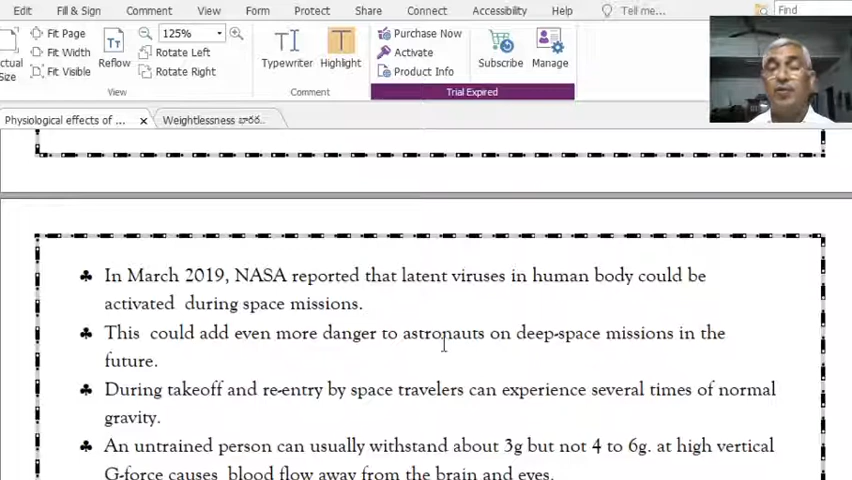 Edit Fill & Sign Comment View Form Protect Share Connect Accessibility Help Tell me... Find
Fit Page 125% Purchase Now
Fit Width Rotate Left Activate
Actual Size Fit Visible Reflow Rotate Right Typewriter Highlight Product Info Subscribe Manage
View Comment Trial Expired
Physiological effects of ... × Weightlessness భారర..
♣ In March 2019, NASA reported that latent viruses in human body could be
activated during space missions.
♣ This could add even more danger to astronauts on deep-space missions in the
future.
♣ During takeoff and re-entry by space travelers can experience several times of normal
gravity.
♣ An untrained person can usually withstand about 3g but not 4 to 6g. at high vertical
G-force causes blood flow away from the brain and eyes.